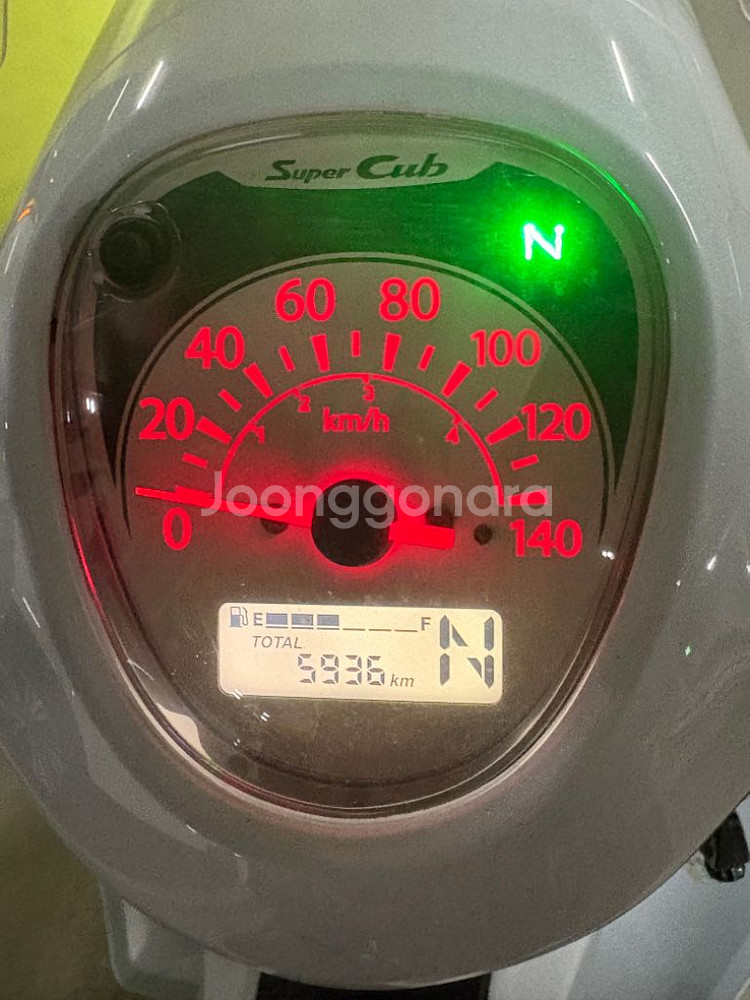 Super Cub
N
60 80
40 100
20 120
1 2 3 4
km/h
Joonggonara
0 140
E F
TOTAL
5936 km
N